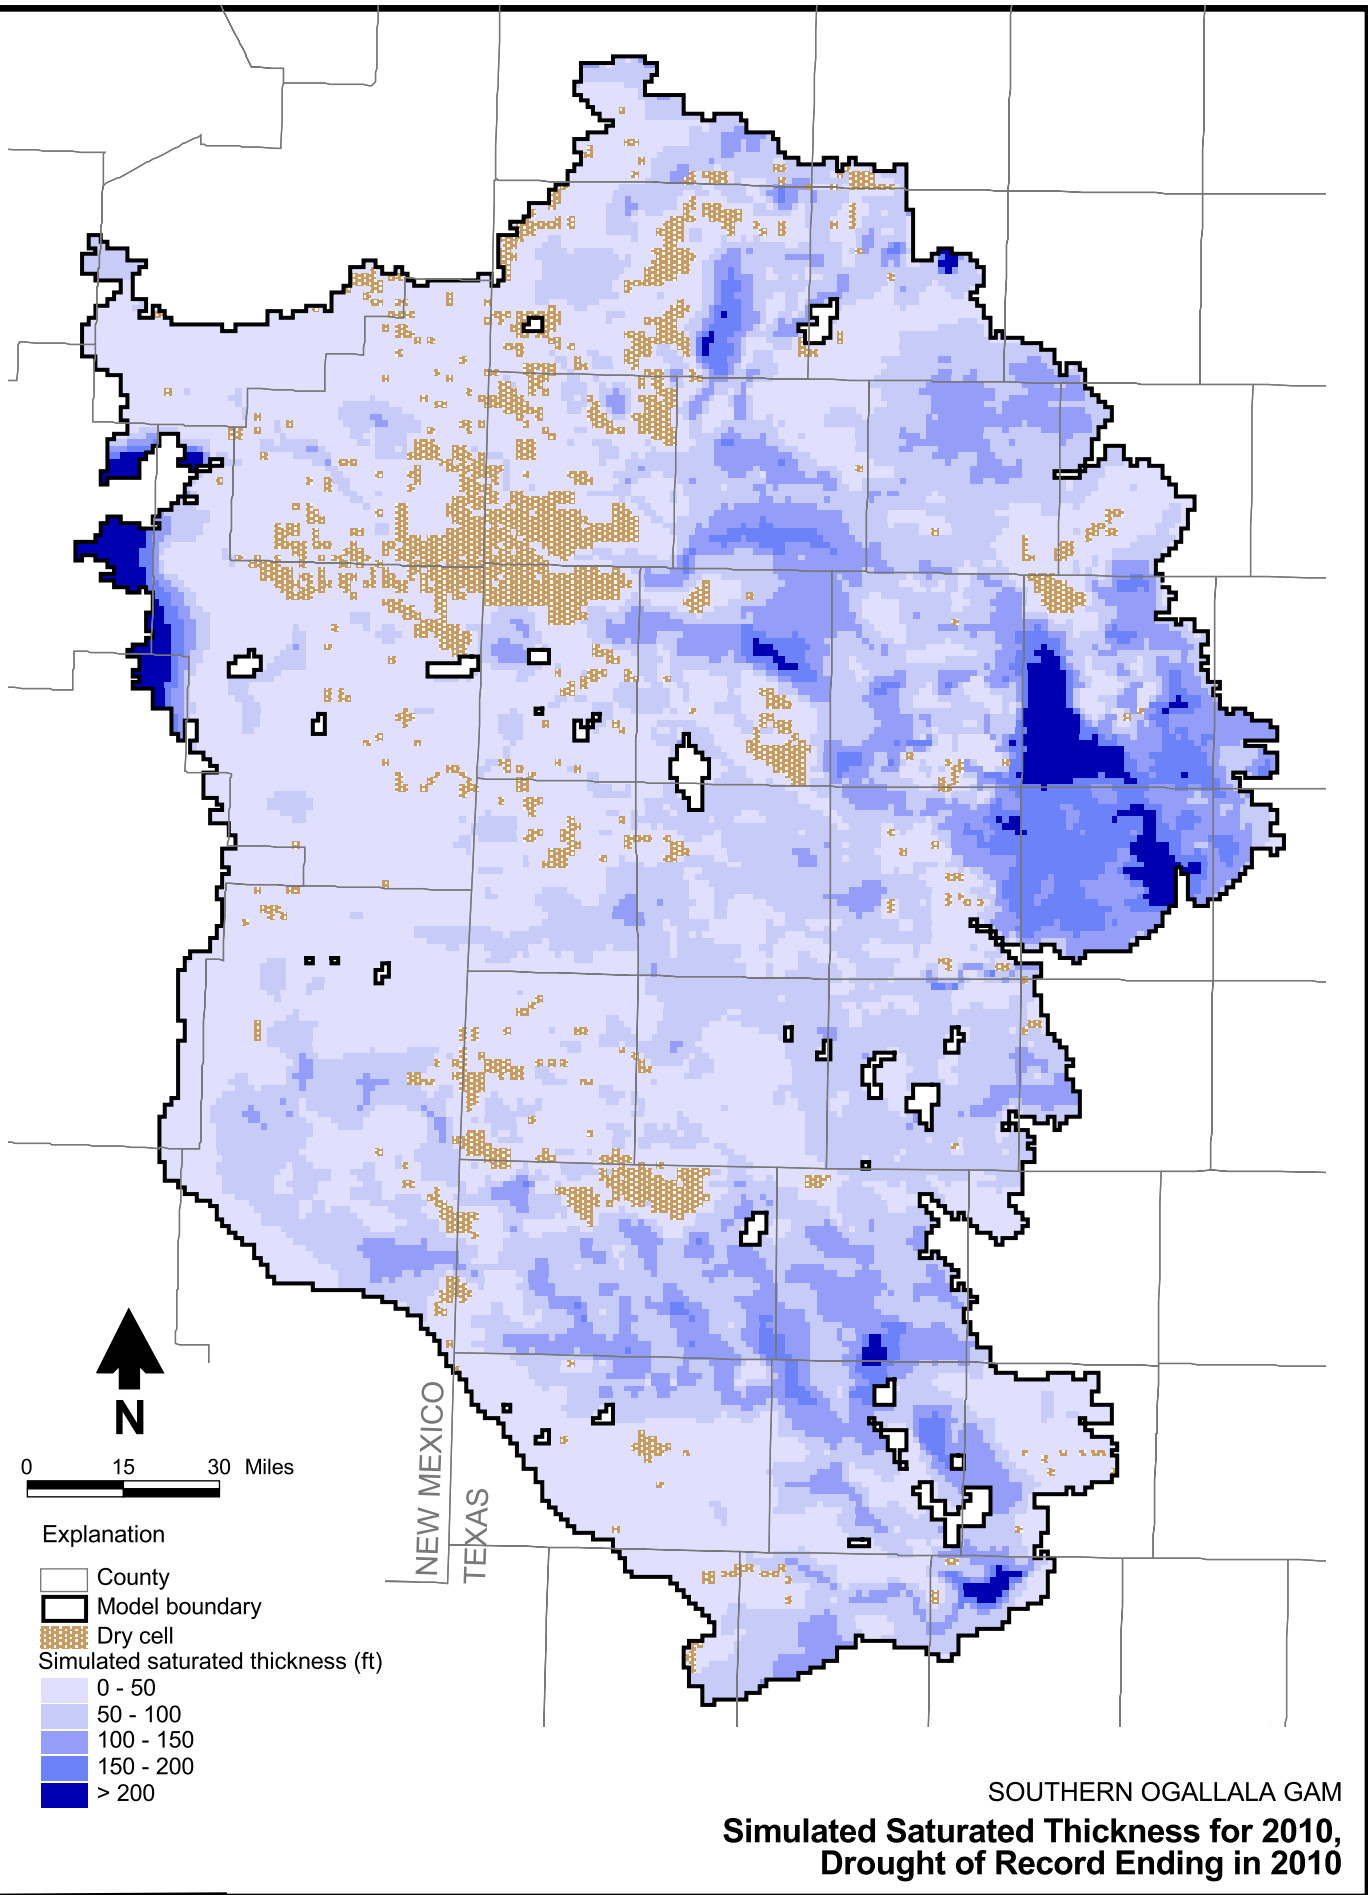 NEW MEXICO
TEXAS
N
0 15 30 Miles
Explanation
County
Model boundary
Dry cell
Simulated saturated thickness (ft)
0 - 50
50 - 100
100 - 150
150 - 200
> 200
SOUTHERN OGALLALA GAM
Simulated Saturated Thickness for 2010,
Drought of Record Ending in 2010